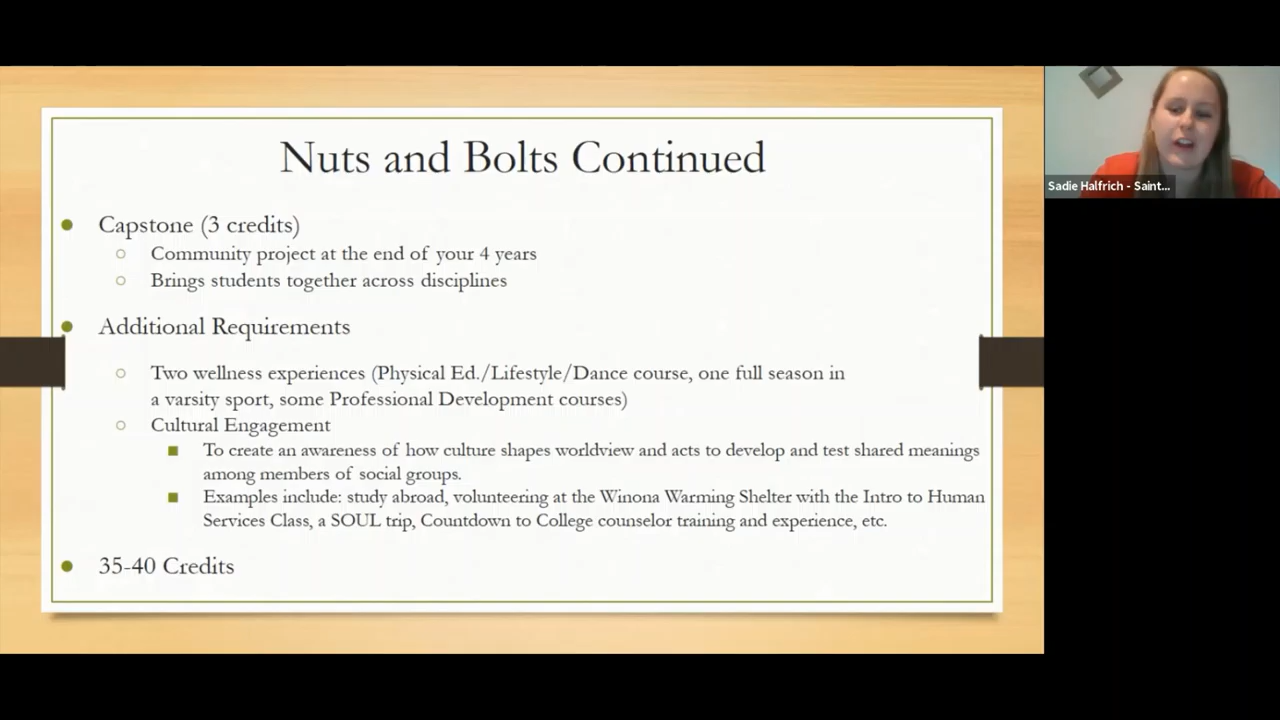 Nuts and Bolts Continued
Capstone (3 credits)
Community project at the end of your 4 years
Brings students together across disciplines
Additional Requirements
Two wellness experiences (Physical Ed./Lifestyle/Dance course, one full season in
a varsity sport, some Professional Development courses)
Cultural Engagement
To create an awareness of how culture shapes worldview and acts to develop and test shared meanings
among members of social groups.
Examples include: study abroad, volunteering at the Winona Warming Shelter with the Intro to Human
Services Class, a SOUL trip, Countdown to College counselor training and experience, etc.
35-40 Credits
Sadie Halfrich - Saint...